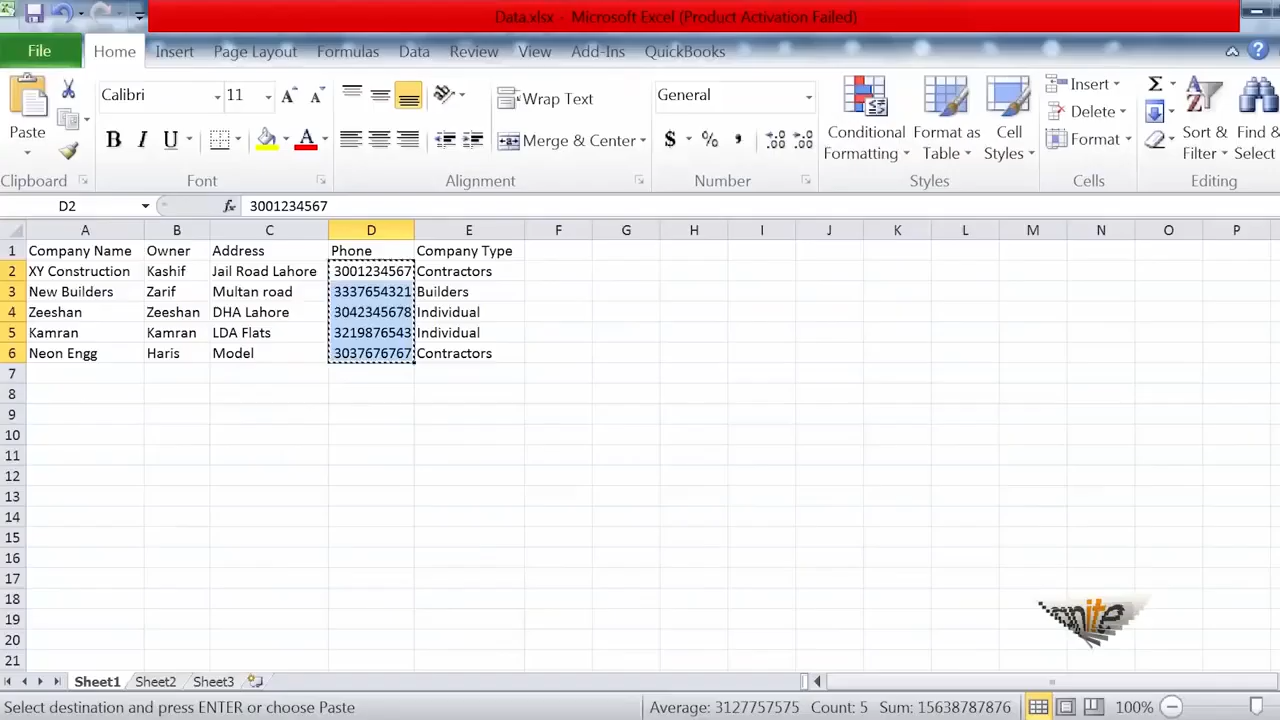 Data.xlsx - Microsoft Excel (Product Activation Failed)
File Home Insert Page Layout Formulas Data Review View Add-Ins QuickBooks
Calibri 11 Wrap Text General Insert
Delete
Paste B I U Merge & Center $ % , Conditional Formatting Format as Table Cell Styles Format Sort & Filter Find & Select
Clipboard Font Alignment Number Styles Cells Editing
D2 fx 3001234567
A B C D E F G H I J K L M N O P
1 Company Name Owner Address Phone Company Type
2 XY Construction Kashif Jail Road Lahore 3001234567 Contractors
3 New Builders Zarif Multan road 3337654321 Builders
4 Zeeshan Zeeshan DHA Lahore 3042345678 Individual
5 Kamran Kamran LDA Flats 3219876543 Individual
6 Neon Engg Haris Model 3037676767 Contractors
7
8
9
10
11
12
13
14
15
16
17
18
19
20
21
Sheet1 Sheet2 Sheet3
Select destination and press ENTER or choose Paste Average: 3127757575 Count: 5 Sum: 15638787876 100%